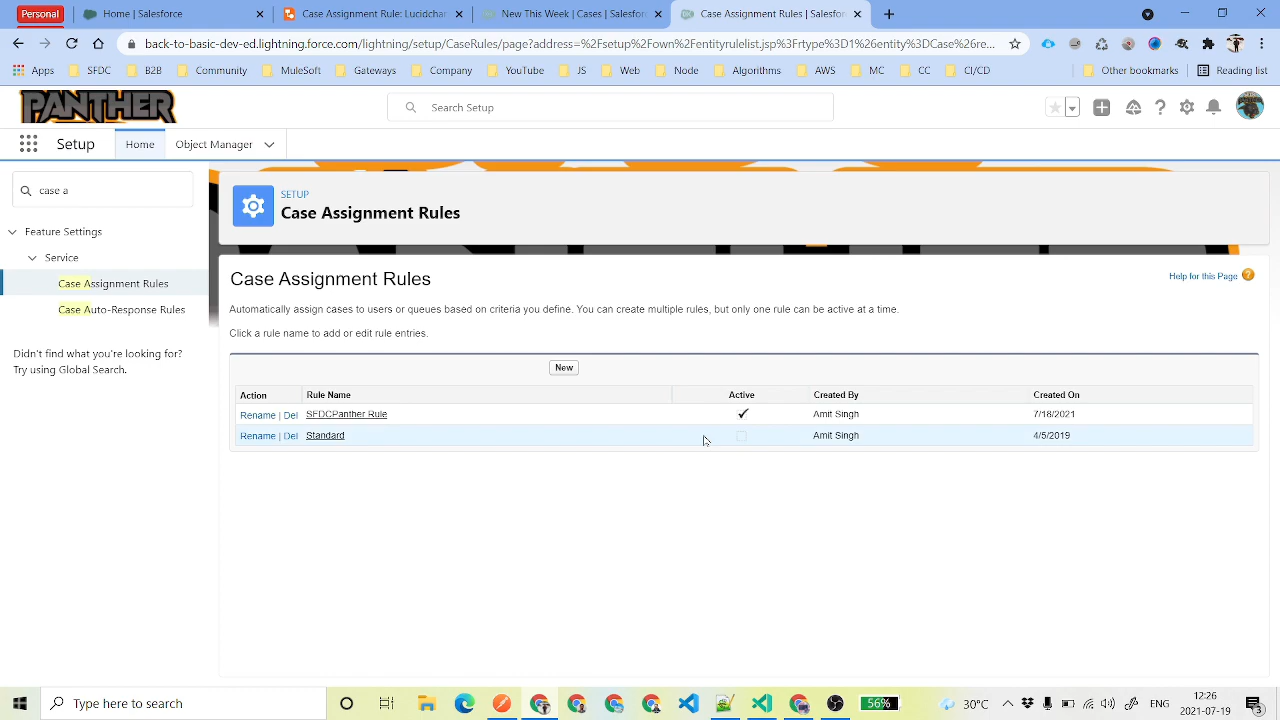 Personal
Home | Salesforce
Case Assignment Rules: Lucidchar
New This Week | Cases | Salesfor
Case Assignment Rules | Salesfor
back-to-dev-dev-ed.lightning.force.com/lightning/setup/CaseRules/page?address=%2Fsetup%2Fown%2Fentityrulelist.jsp%3Frtype%3D1%26entity%3DCase%26re...
Apps
SFDC
B2B
Community
MuleSoft
Gateways
Company
YouTube
JS
Web
Node
Algorithms
AWS
MC
CC
CI/CD
Other bookmarks
Reading list
PANTHER
Search Setup
Setup
Home
Object Manager
case a
Feature Settings
Service
Case Assignment Rules
Case Auto-Response Rules
Didn't find what you're looking for?
Try using Global Search.
SETUP
Case Assignment Rules
Case Assignment Rules
Help for this Page
Automatically assign cases to users or queues based on criteria you define. You can create multiple rules, but only one rule can be active at a time.
Click a rule name to add or edit rule entries.
New
Action Rule Name Active Created By Created On
Rename | Del SFDCPanther Rule Amit Singh 7/18/2021
Rename | Del Standard Amit Singh 4/5/2019
Type here to search
56%
30°C
ENG
12:26
2021-07-19
3